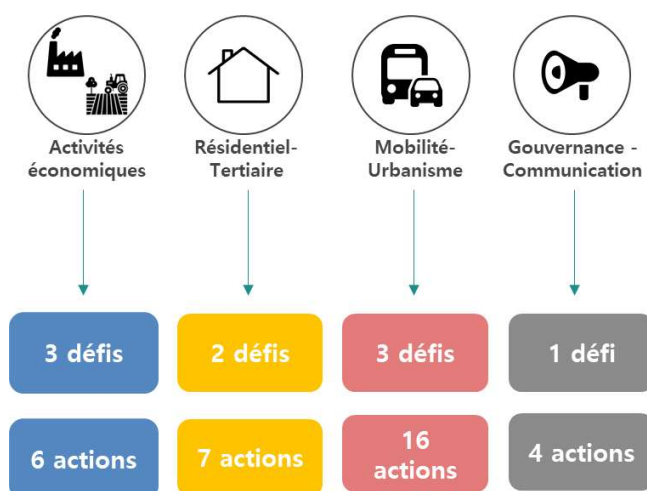 Activités
économiques
Résidentiel-
Tertiaire
Mobilité-
Urbanisme
Gouvernance -
Communication
3 défis
2 défis
3 défis
1 défi
6 actions
7 actions
16
actions
4 actions